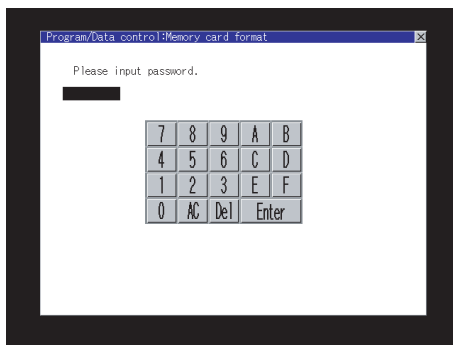 Program/Data control:Memory card format
Please input password.
7 8 9 A B
4 5 6 C D
1 2 3 E F
0 AC Del Enter